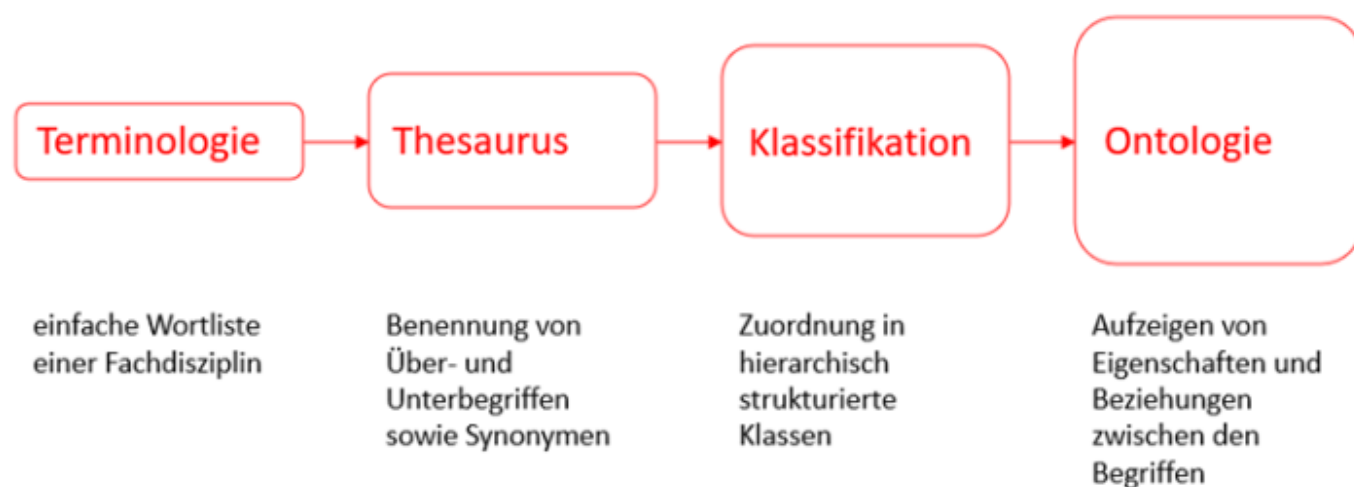 Terminologie
Thesaurus
Klassifikation
Ontologie
einfache Wortliste
einer Fachdisziplin
Benennung von
Über- und
Unterbegriffen
sowie Synonymen
Zuordnung in
hierarchisch
strukturierte
Klassen
Aufzeigen von
Eigenschaften und
Beziehungen
zwischen den
Begriffen